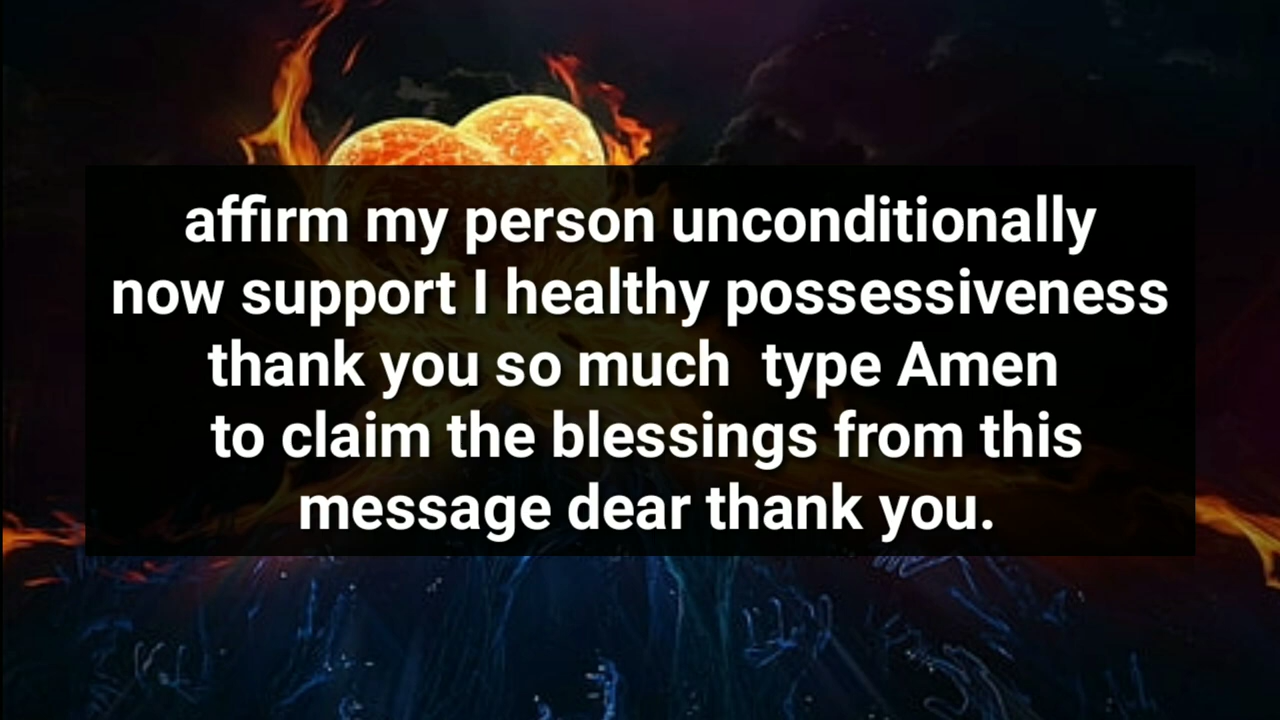 affirm my person unconditionally
now support I healthy possessiveness
thank you so much  type Amen
to claim the blessings from this
message dear thank you.